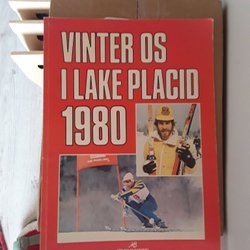 VINTER OS
I LAKE PLACID
1980